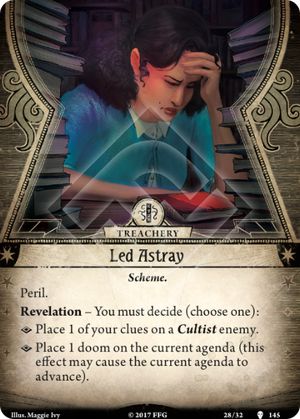 TREACHERY
Led Astray
Scheme.
Peril.
Revelation – You must decide (choose one):
Place 1 of your clues on a Cultist enemy.
Place 1 doom on the current agenda (this
effect may cause the current agenda to
advance).
Illus. Maggie Ivy © 2017 FFG 28/32 145